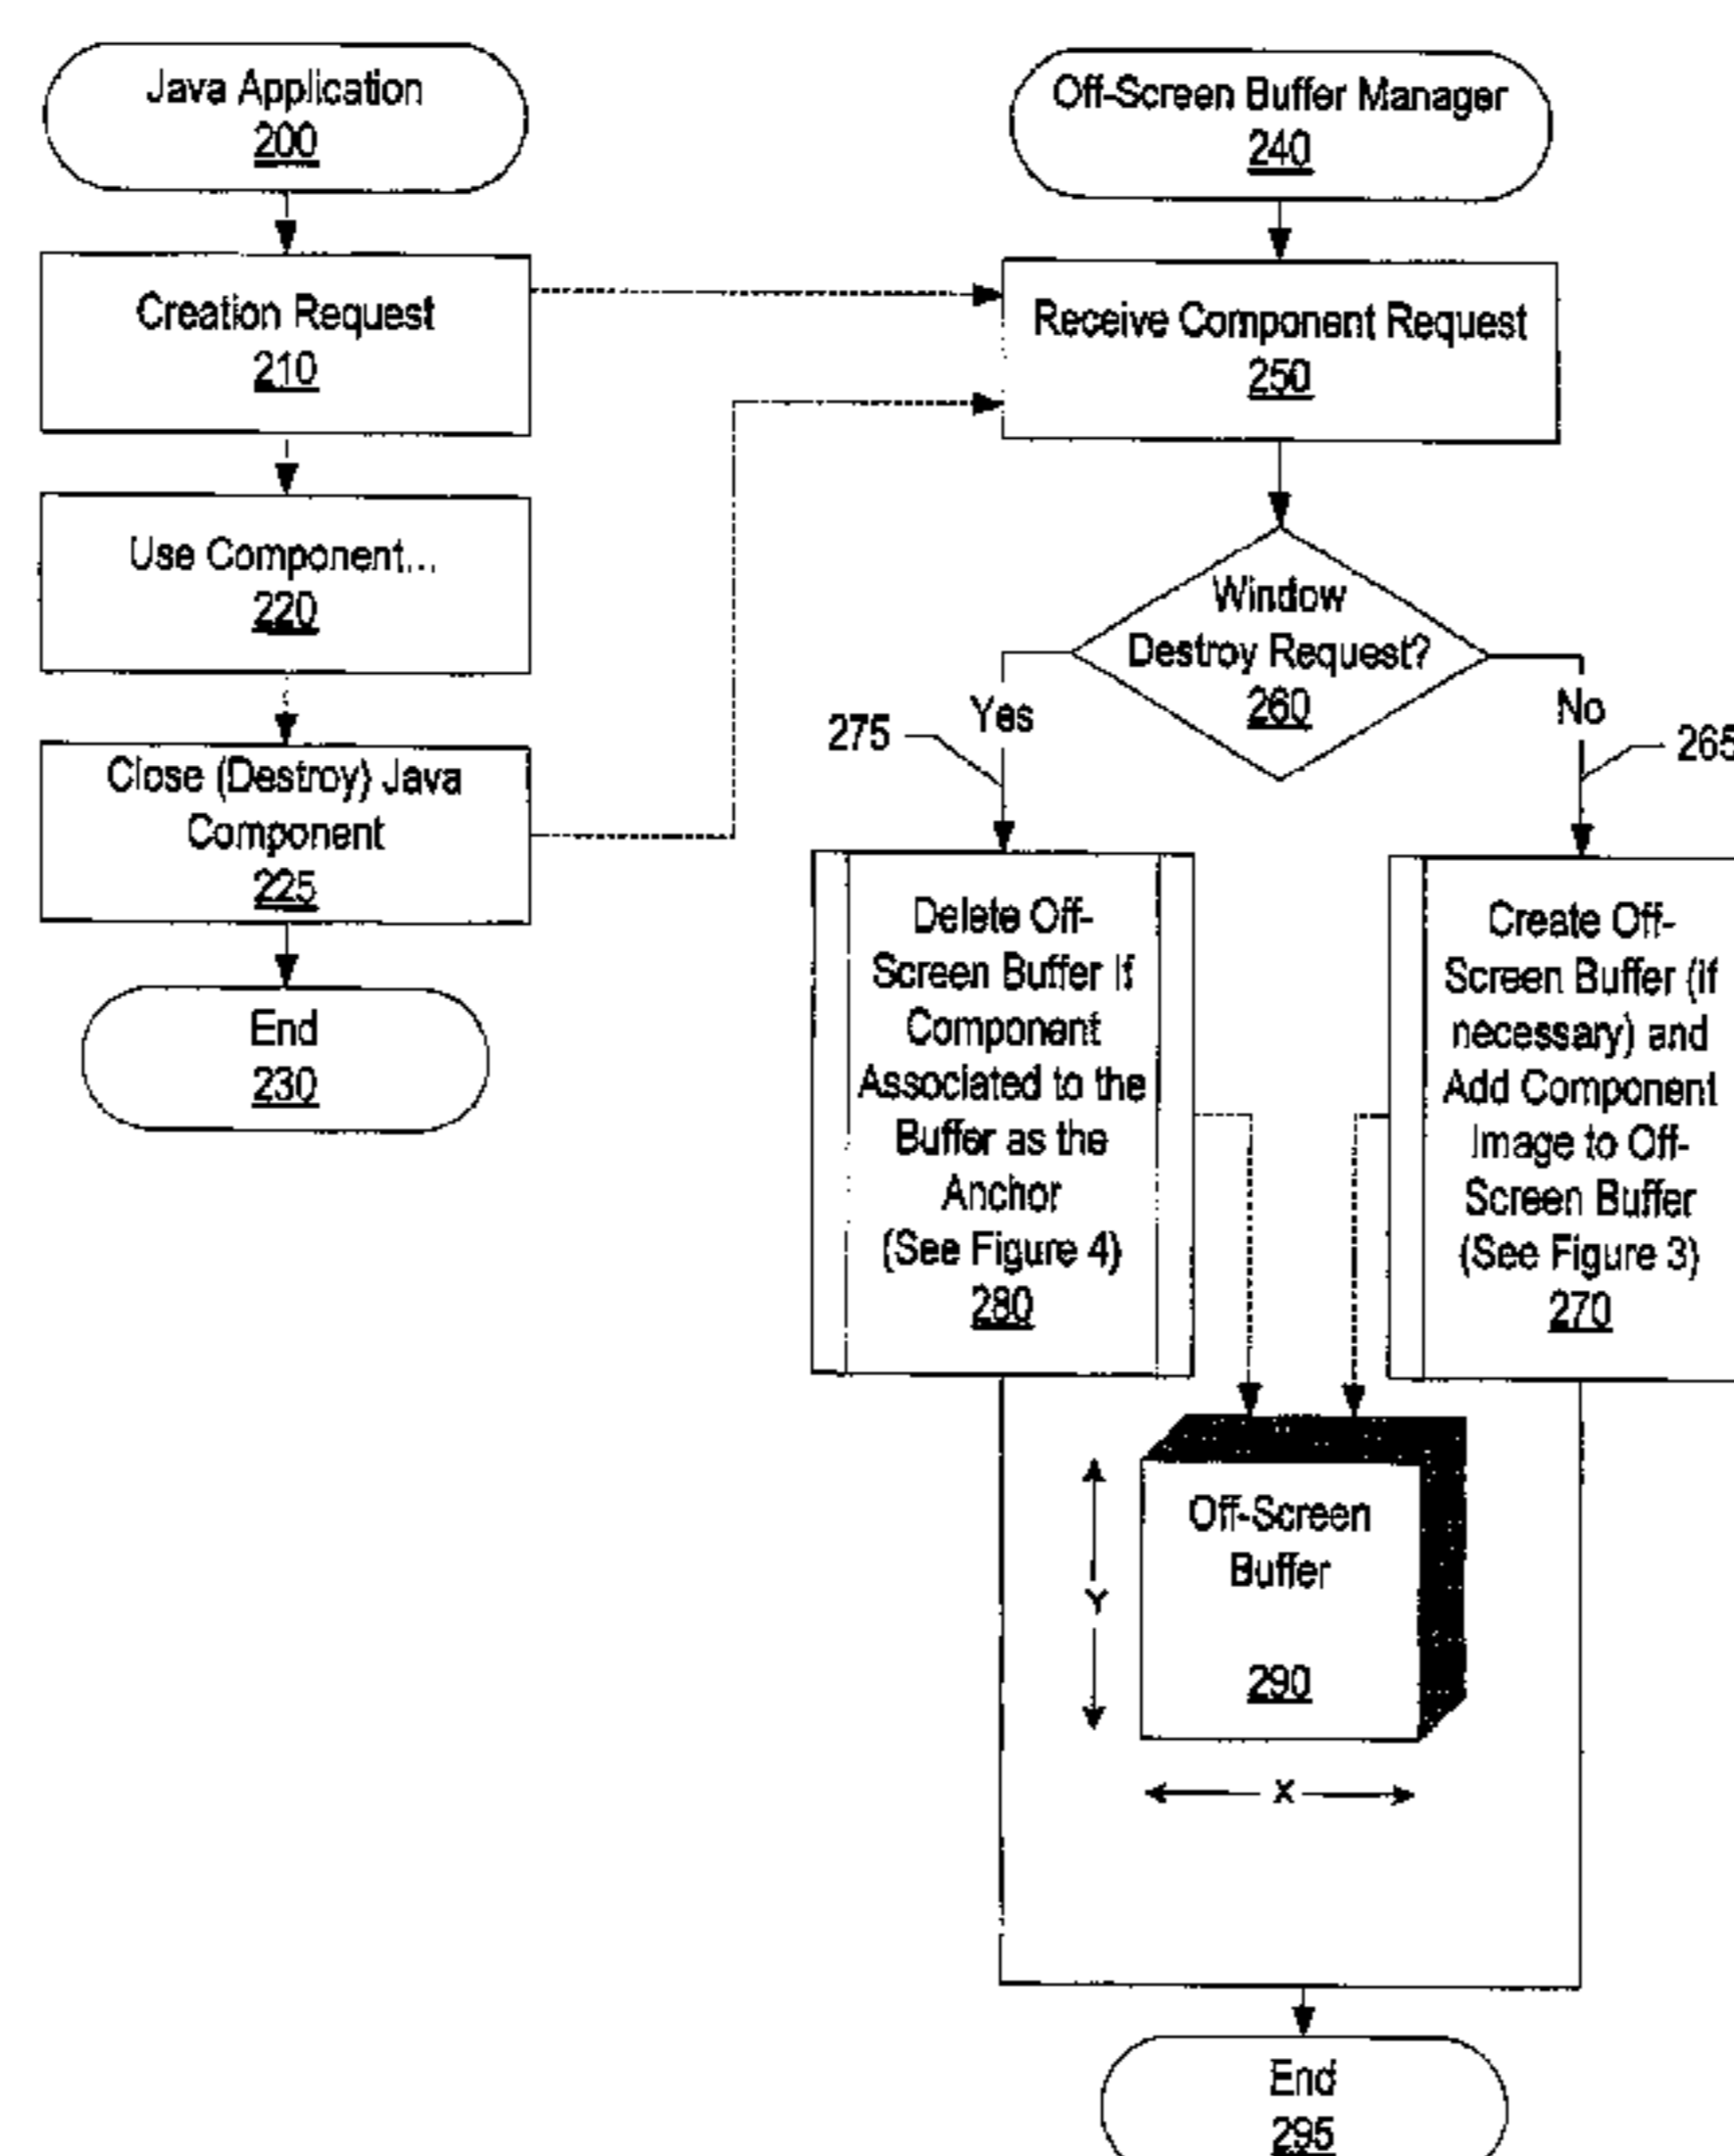 Java Application
200
Creation Request
210
Use Component...
220
Close (Destroy) Java
Component
225
End
230
Off-Screen Buffer Manager
240
Receive Component Request
250
Window
Destroy Request?
260
Yes
275
No
265
Delete Off-
Screen Buffer If
Component
Associated to the
Buffer as the
Anchor
(See Figure 4)
280
Create Off-
Screen Buffer (if
necessary) and
Add Component
Image to Off-
Screen Buffer
(See Figure 3)
270
Off-Screen
Buffer
290
Y
X
End
295